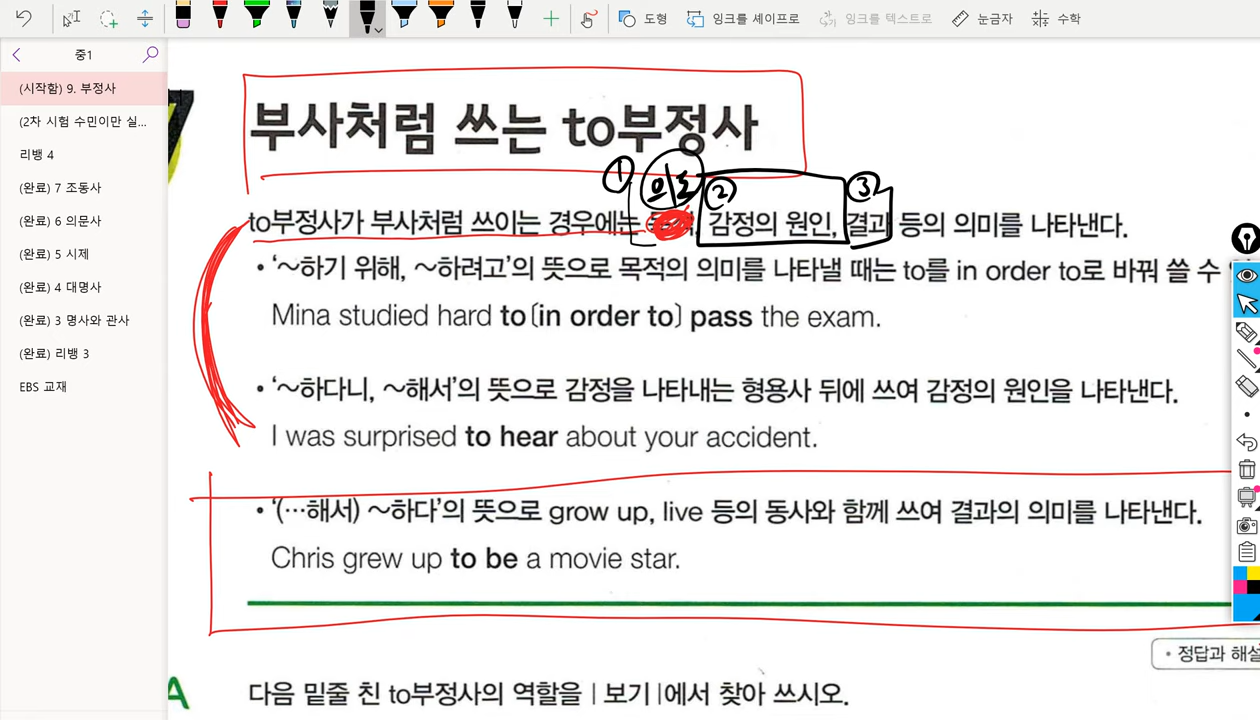 도형
잉크를 셰이프로
잉크를 텍스트로
눈금자
수학
중1
(시작함) 9. 부정사
(2차 시험 수민이만 실...
리뱅 4
(완료) 7 조동사
(완료) 6 의문사
(완료) 5 시제
(완료) 4 대명사
(완료) 3 명사와 관사
(완료) 리뱅 3
EBS 교재
7
부사처럼 쓰는 to부정사
① 의도 ② ③
to부정사가 부사처럼 쓰이는 경우에는 감정의 원인, 결과 등의 의미를 나타낸다.
• '~하기 위해, ~하려고'의 뜻으로 목적의 의미를 나타낼 때는 to를 in order to로 바꿔 쓸 수
Mina studied hard to〔in order to〕 pass the exam.
• '~하다니, ~해서'의 뜻으로 감정을 나타내는 형용사 뒤에 쓰여 감정의 원인을 나타낸다.
I was surprised to hear about your accident.
• '(…해서) ~하다'의 뜻으로 grow up, live 등의 동사와 함께 쓰여 결과의 의미를 나타낸다.
Chris grew up to be a movie star.
• 정답과 해설
A 다음 밑줄 친 to부정사의 역할을 |보기|에서 찾아 쓰시오.